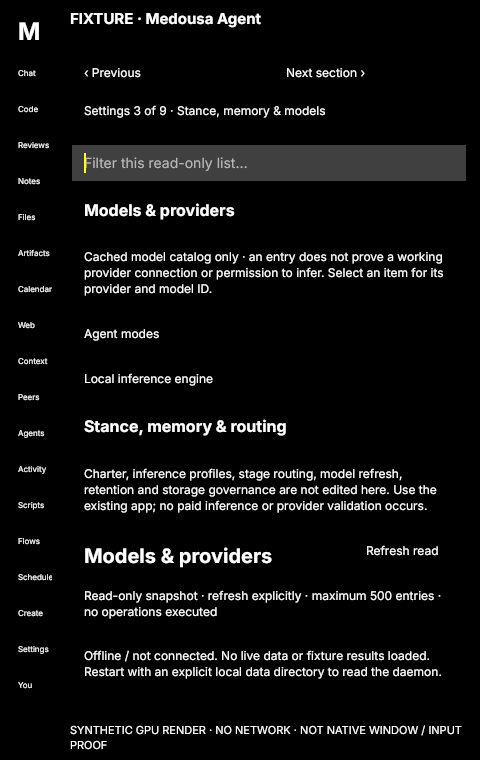 M
FIXTURE · Medousa Agent
‹ Previous
Next section ›
Settings 3 of 9 · Stance, memory & models
Filter this read-only list...
Models & providers
Cached model catalog only · an entry does not prove a working
provider connection or permission to infer. Select an item for its
provider and model ID.
Agent modes
Local inference engine
Stance, memory & routing
Charter, inference profiles, stage routing, model refresh,
retention and storage governance are not edited here. Use the
existing app; no paid inference or provider validation occurs.
Models & providers
Refresh read
Read-only snapshot · refresh explicitly · maximum 500 entries ·
no operations executed
Offline / not connected. No live data or fixture results loaded.
Restart with an explicit local data directory to read the daemon.
Chat
Code
Reviews
Notes
Files
Artifacts
Calendar
Web
Context
Peers
Agents
Activity
Scripts
Flows
Schedule
Create
Settings
You
SYNTHETIC GPU RENDER · NO NETWORK · NOT NATIVE WINDOW / INPUT
PROOF